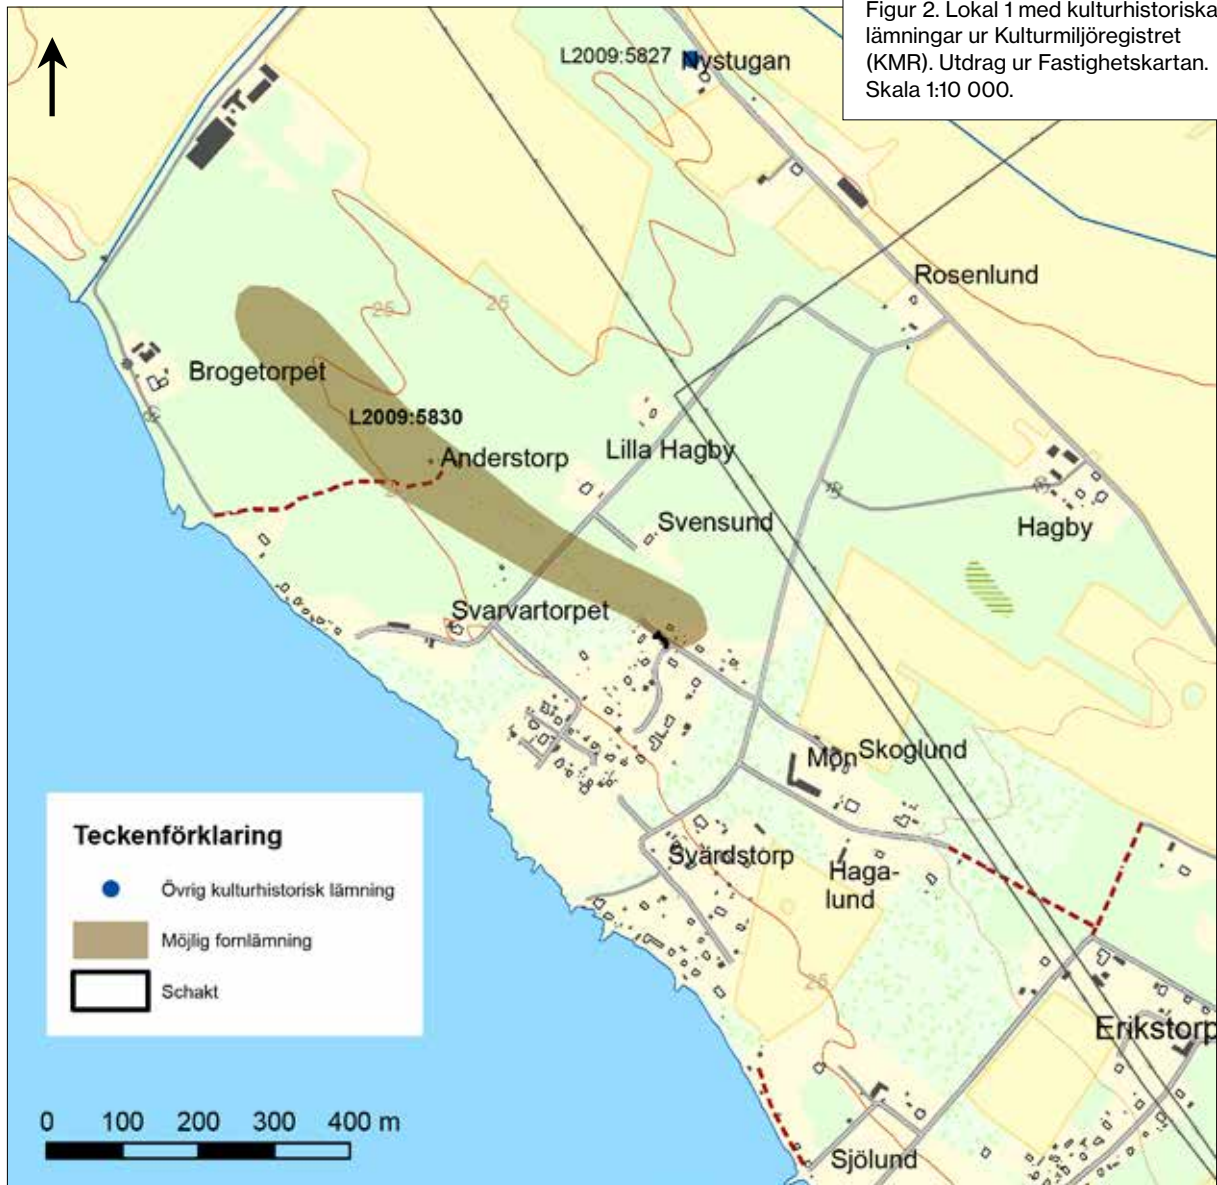 Figur 2. Lokal 1 med kulturhistoriska
lämningar ur Kulturmiljöregistret
(KMR). Utdrag ur Fastighetskartan.
Skala 1:10 000.
L2009:5827
Nystugan
Rosenlund
25
25
Brogetorpet
L2009:5830
Anderstorp
Lilla Hagby
Svensund
Hagby
Svarvartorpet
Mon
Skoglund
Svärdstorp
Haga-
lund
25
Erikstorp
Sjölund
Teckenförklaring
Övrig kulturhistorisk lämning
Möjlig fornlämning
Schakt
0 100 200 300 400 m